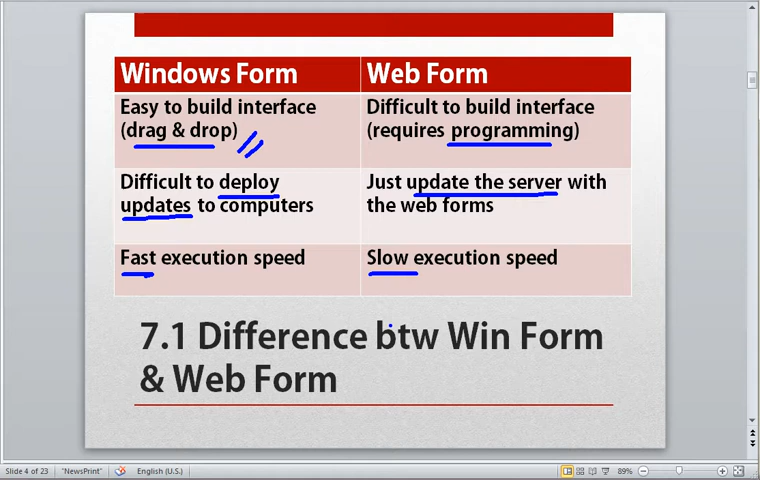 Windows Form Web Form
Easy to build interface
(drag & drop)
Difficult to build interface
(requires programming)
Difficult to deploy
updates to computers
Just update the server with
the web forms
Fast execution speed
Slow execution speed
7.1 Difference btw Win Form
& Web Form
Slide 4 of 23 "NewsPrint" English (U.S.) 89%